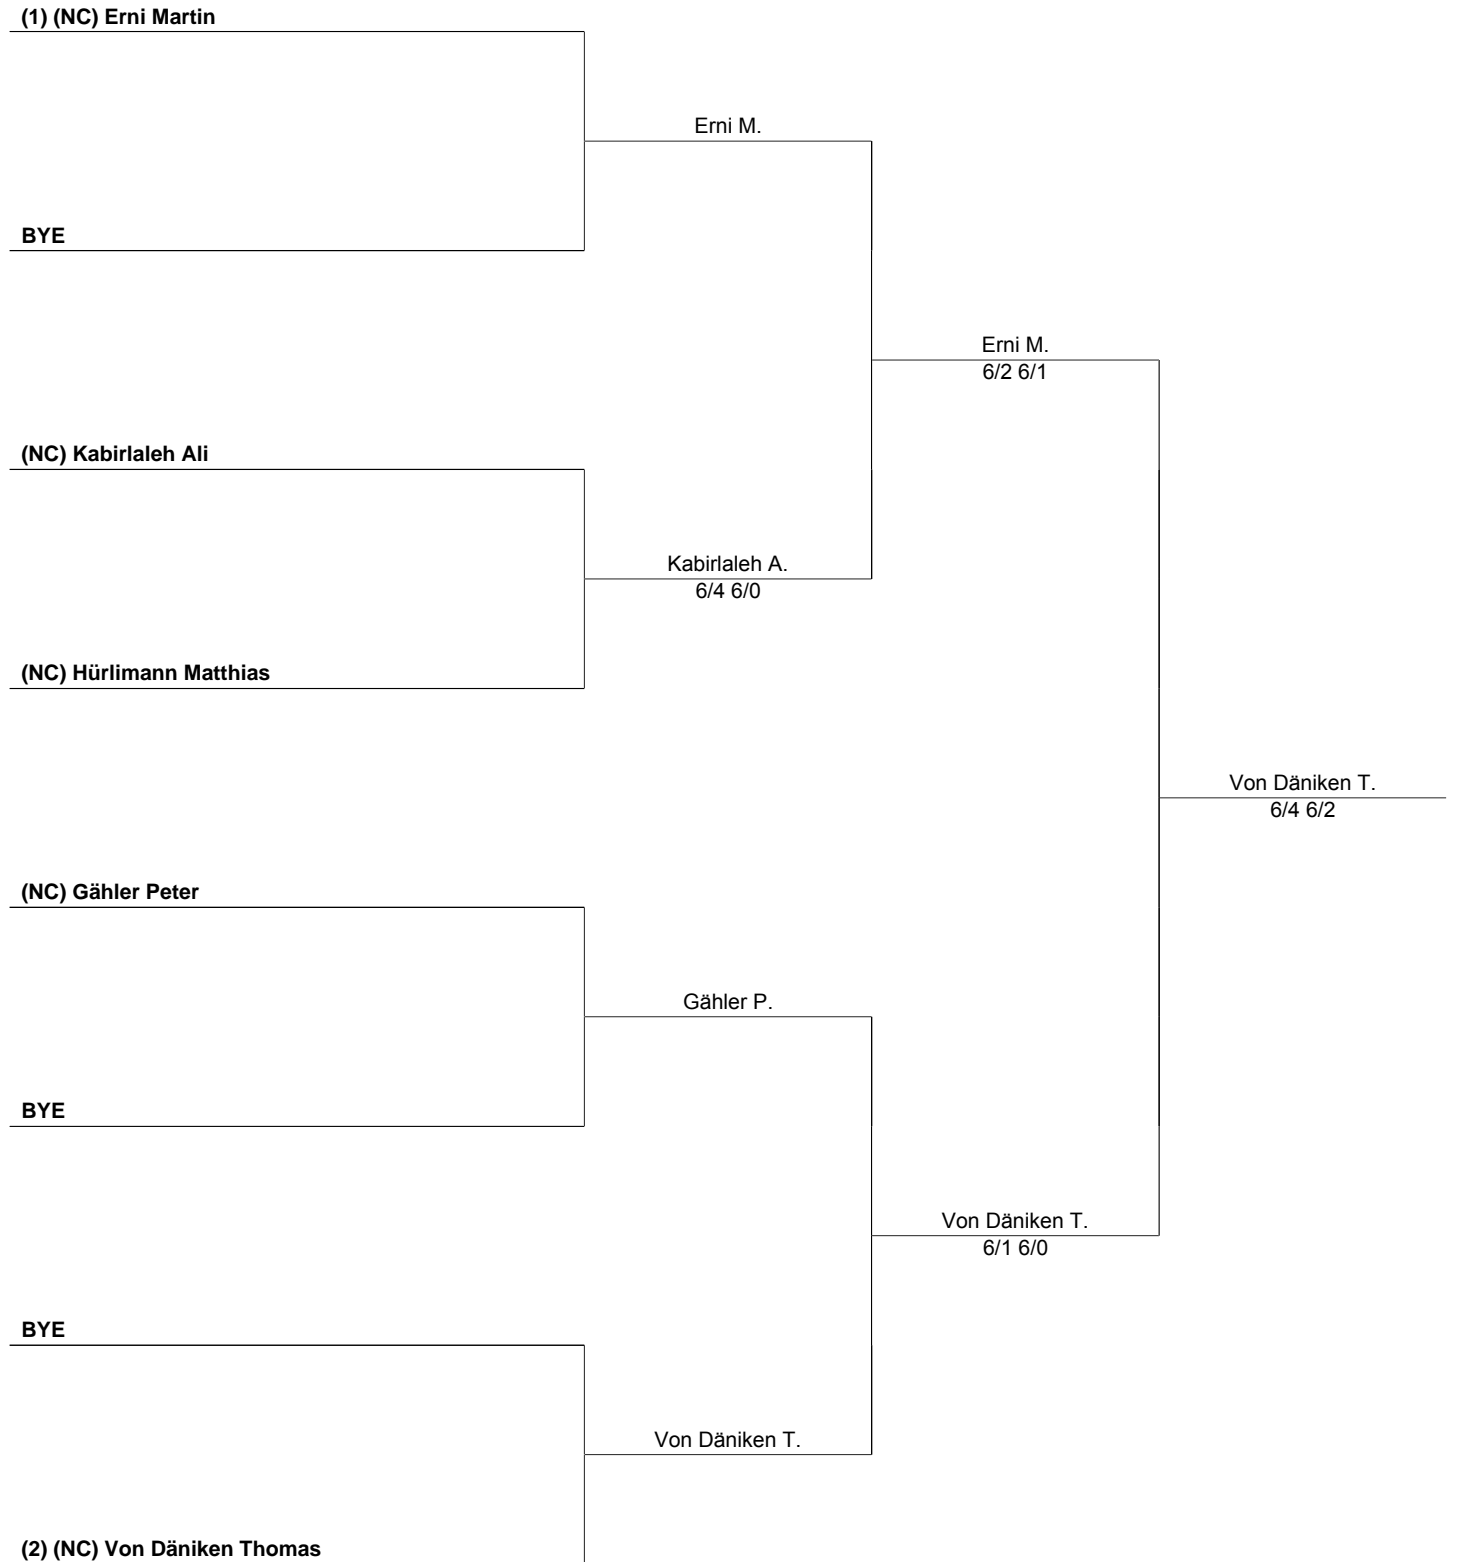 (1) (NC) Erni Martin
Erni M.
BYE
Erni M.
6/2 6/1
(NC) Kabirlaleh Ali
Kabirlaleh A.
6/4 6/0
(NC) Hürlimann Matthias
Von Däniken T.
6/4 6/2
(NC) Gähler Peter
Gähler P.
BYE
Von Däniken T.
6/1 6/0
BYE
Von Däniken T.
(2) (NC) Von Däniken Thomas